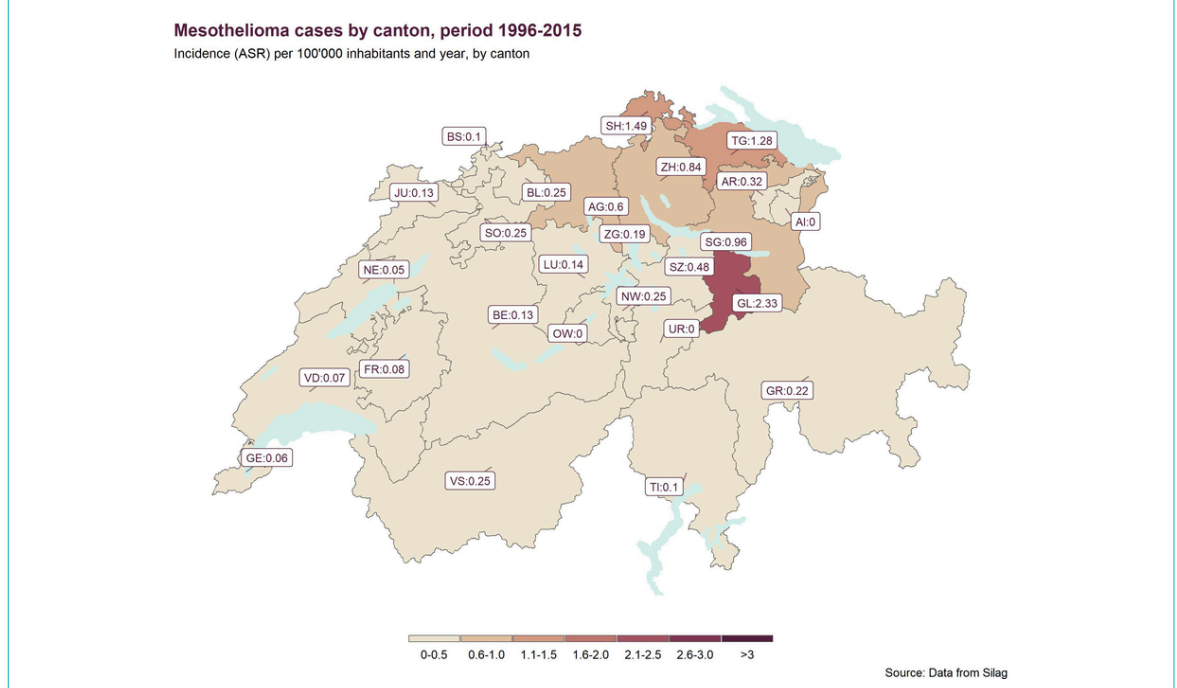 Mesothelioma cases by canton, period 1996-2015
Incidence (ASR) per 100'000 inhabitants and year, by canton
SH:1.49
BS:0.1
TG:1.28
ZH:0.84
AR:0.32
JU:0.13
BL:0.25
AG:0.6
AI:0
SO:0.25
ZG:0.19
SG:0.96
LU:0.14
SZ:0.48
NE:0.05
NW:0.25
GL:2.33
BE:0.13
UR:0
OW:0
FR:0.08
VD:0.07
GR:0.22
GE:0.06
VS:0.25
TI:0.1
0-0.5 0.6-1.0 1.1-1.5 1.6-2.0 2.1-2.5 2.6-3.0 >3
Source: Data from Silag